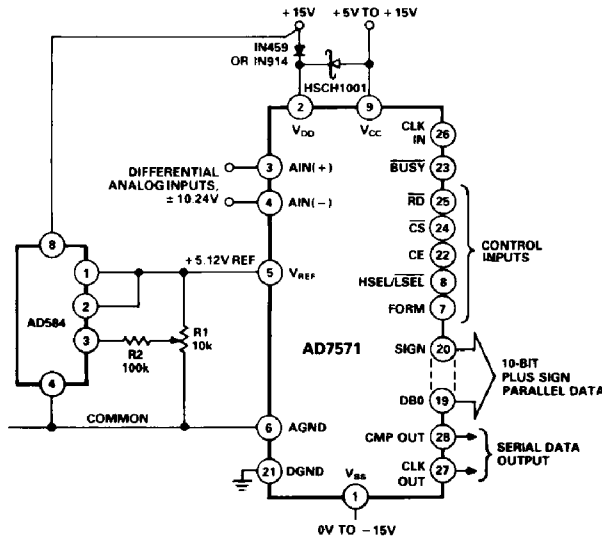 +15V
+5V TO +15V
IN459
OR IN914
HSCH1001
2
9
VDD
VCC
CLK
IN
26
DIFFERENTIAL
ANALOG INPUTS,
± 10.24V
3
AIN(+)
BUSY
23
4
AIN(−)
RD
25
CS
24
CONTROL
INPUTS
8
CE
22
+5.12V REF
5
VREF
HSEL/LSEL
8
1
FORM
7
2
AD584
3
R2
100k
R1
10k
AD7571
SIGN
20
10-BIT
PLUS SIGN
PARALLEL DATA
4
DB0
19
COMMON
6
AGND
CMP OUT
28
SERIAL DATA
OUTPUT
21
DGND
VSS
CLK
OUT
27
1
0V TO −15V